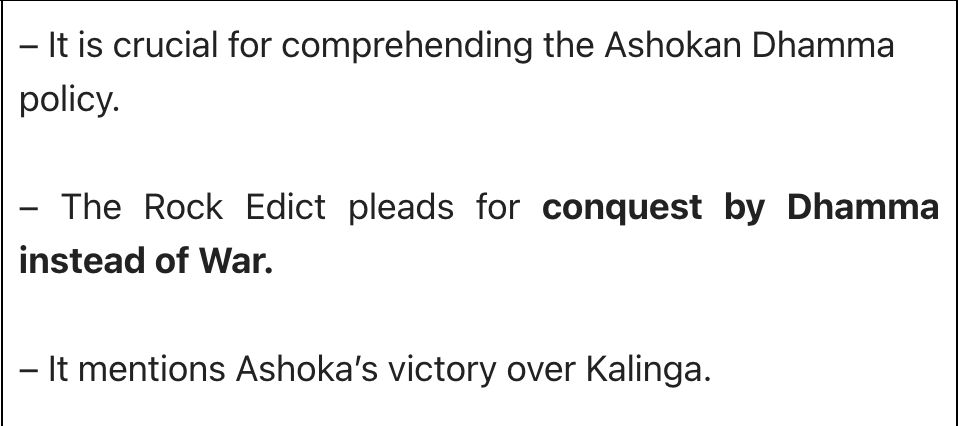 – It is crucial for comprehending the Ashokan Dhamma
policy.
– The Rock Edict pleads for conquest by Dhamma
instead of War.
– It mentions Ashoka’s victory over Kalinga.